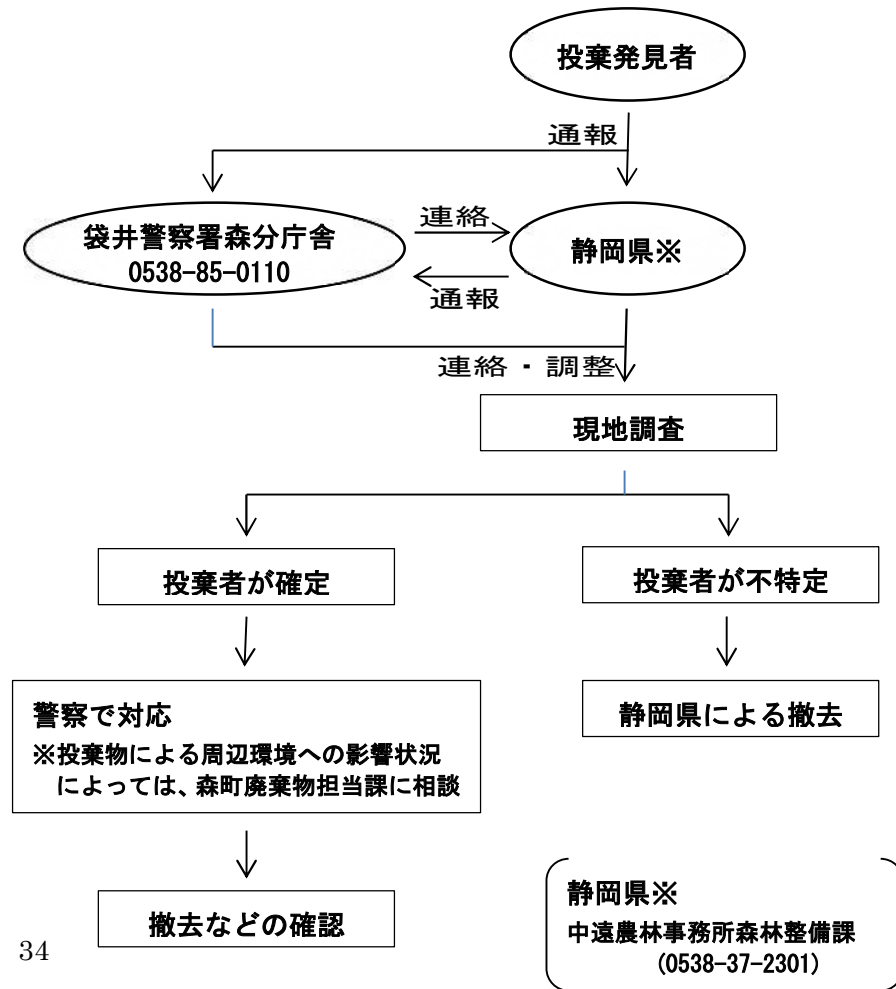 投棄発見者
通報
袋井警察署森分庁舎
0538-85-0110
連絡
通報
静岡県※
連絡・調整
現地調査
投棄者が確定
投棄者が不特定
警察で対応
※投棄物による周辺環境への影響状況
によっては、森町廃棄物担当課に相談
静岡県による撤去
撤去などの確認
静岡県※
中遠農林事務所森林整備課
(0538-37-2301)
34